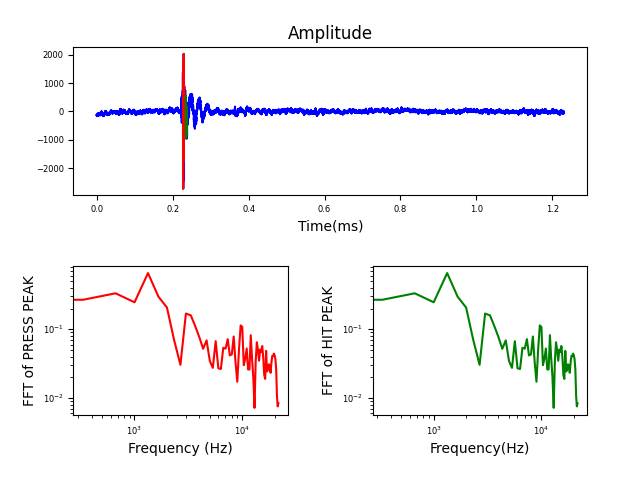 Amplitude
2000
1000
0
−1000
−2000
0.0 0.2 0.4 0.6 0.8 1.0 1.2
Time(ms)
FFT of PRESS PEAK
10⁻¹
10⁻²
10³ 10⁴
Frequency (Hz)
FFT of HIT PEAK
10⁻¹
10⁻²
10³ 10⁴
Frequency(Hz)